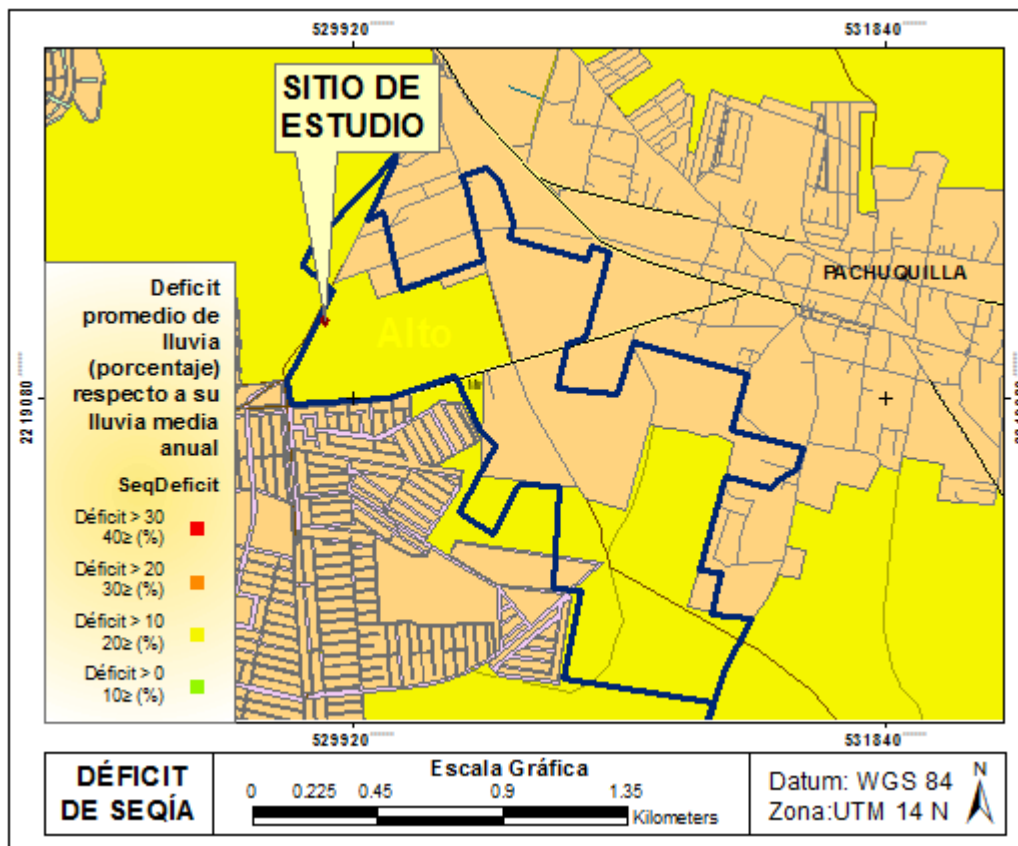 529920
531840
SITIO DE
ESTUDIO
PACHUQUILLA
Alto
2219080
Deficit
promedio de
lluvia
(porcentaje)
respecto a su
lluvia media
anual
SeqDeficit
Déficit > 30
40≥ (%)
Déficit > 20
30≥ (%)
Déficit > 10
20≥ (%)
Déficit > 0
10≥ (%)
529920
531840
DÉFICIT
DE SEQÍA
Escala Gráfica
0 0.225 0.45 0.9 1.35
Kilometers
Datum: WGS 84
Zona:UTM 14 N
N